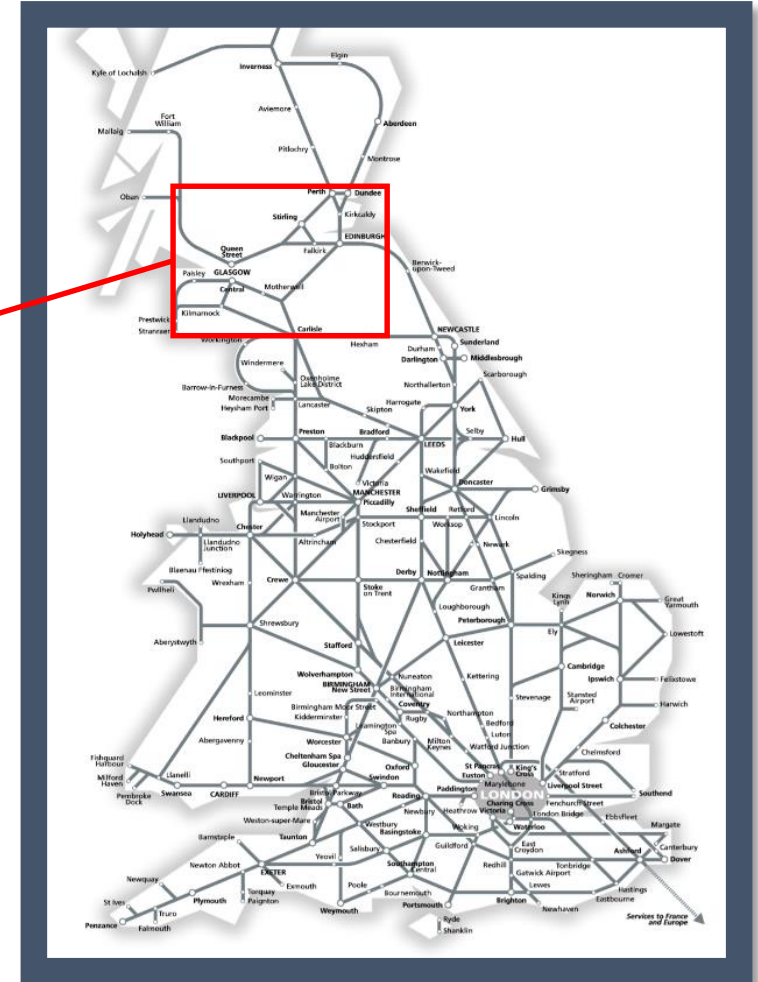 Elgin
Inverness
Kyle of Lochalsh
Aviemore
Fort
William
Aberdeen
Mallaig
Pitlochry
Montrose
Perth
Dundee
Oban
Stirling
Kirkcaldy
EDINBURGH
Queen
Street
Falkirk
Berwick-
upon-Tweed
Paisley
GLASGOW
Central
Motherwell
Kilmarnock
Prestwick
Stranraer
Carlisle
NEWCASTLE
Workington
Hexham
Sunderland
Durham
Darlington
Middlesbrough
Windermere
Scarborough
Oxenholme
Lake District
Northallerton
Barrow-in-Furness
Morecambe
Heysham Port
Lancaster
Harrogate
York
Skipton
Blackpool
Preston
Bradford
Selby
Hull
Blackburn
LEEDS
Huddersfield
Southport
Bolton
Wakefield
Wigan
Victoria
Doncaster
Grimsby
LIVERPOOL
Warrington
MANCHESTER
Piccadilly
Manchester
Airport
Sheffield
Retford
Lincoln
Llandudno
Chester
Stockport
Worksop
Holyhead
Llandudno
Junction
Altrincham
Chesterfield
Newark
Skegness
Blaenau Ffestiniog
Derby
Nottingham
Pwllheli
Wrexham
Crewe
Stoke
on Trent
Grantham
Spalding
Sheringham
Cromer
Kings
Lynn
Norwich
Great
Yarmouth
Loughborough
Peterborough
Aberystwyth
Shrewsbury
Stafford
Leicester
Ely
Lowestoft
Wolverhampton
BIRMINGHAM
New Street
Nuneaton
Birmingham
International
Kettering
Cambridge
Ipswich
Felixstowe
Leominster
Birmingham Moor Street
Coventry
Stevenage
Stansted
Airport
Harwich
Hereford
Kidderminster
Rugby
Northampton
Leamington
Spa
Bedford
Colchester
Abergavenny
Worcester
Banbury
Milton
Keynes
Luton
Watford Junction
Chelmsford
Fishguard
Harbour
Cheltenham Spa
Gloucester
Oxford
St Pancras
Euston
King's
Cross
Stratford
Milford
Haven
Llanelli
Newport
Swindon
Paddington
Marylebone
Liverpool Street
Pembroke
Dock
Swansea
CARDIFF
Bristol Parkway
Reading
LONDON
Southend
Bristol
Temple Meads
Bath
Newbury
Heathrow
Charing Cross
Fenchurch Street
Victoria
London Bridge
Ebbsfleet
Weston-super-Mare
Westbury
Basingstoke
Woking
Waterloo
Margate
Barnstaple
Taunton
Salisbury
Guildford
East
Croydon
Canterbury
Newton Abbot
Yeovil
Southampton
Central
Redhill
Tonbridge
Ashford
Dover
Newquay
EXETER
Gatwick Airport
Exmouth
Poole
Lewes
Hastings
St Ives
Plymouth
Torquay
Paignton
Bournemouth
Eastbourne
Truro
Weymouth
Portsmouth
Brighton
Newhaven
Penzance
Falmouth
Ryde
Shanklin
Services to France
and Europe